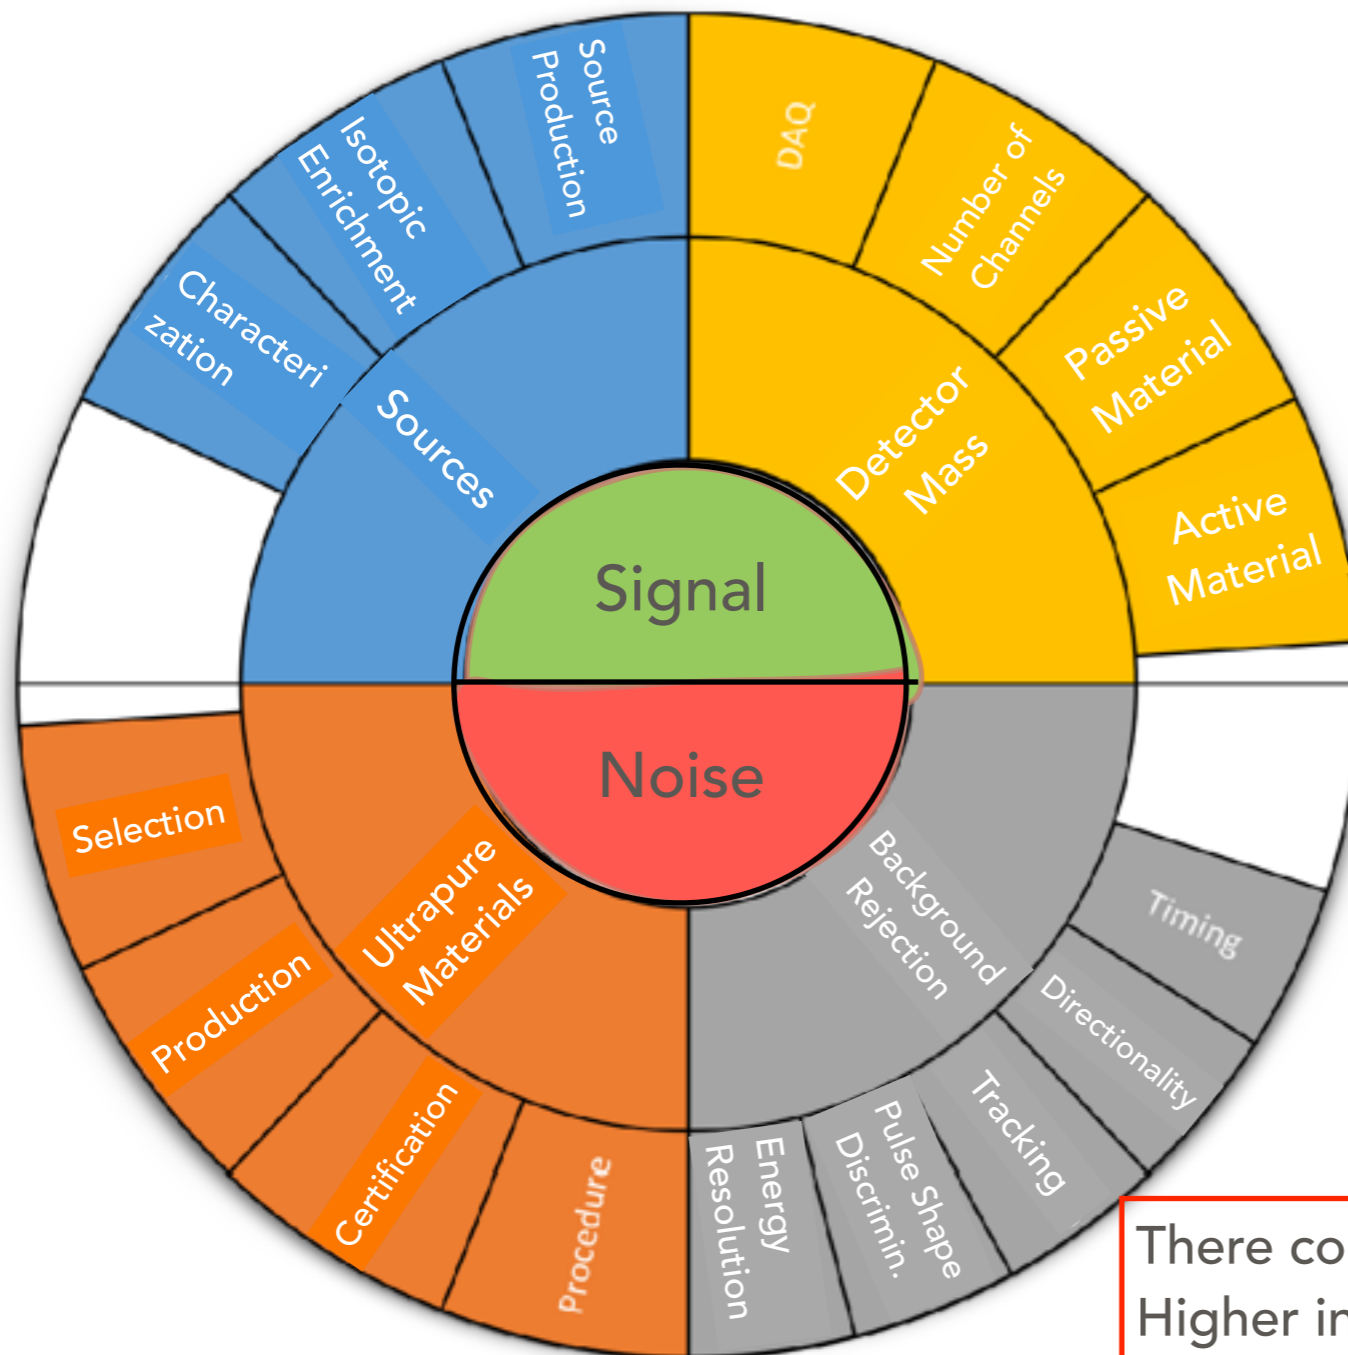 Source
Production
Isotopic
Enrichment
Characteri
zation
Sources
DAQ
Number of
Channels
Passive
Material
Active
Material
Detector
Mass
Signal
Noise
Selection
Production
Certification
Procedure
Ultrapure
Materials
Background
Rejection
Timing
Directionality
Tracking
Pulse Shape
Discrimin.
Energy
Resolution
There co
Higher in